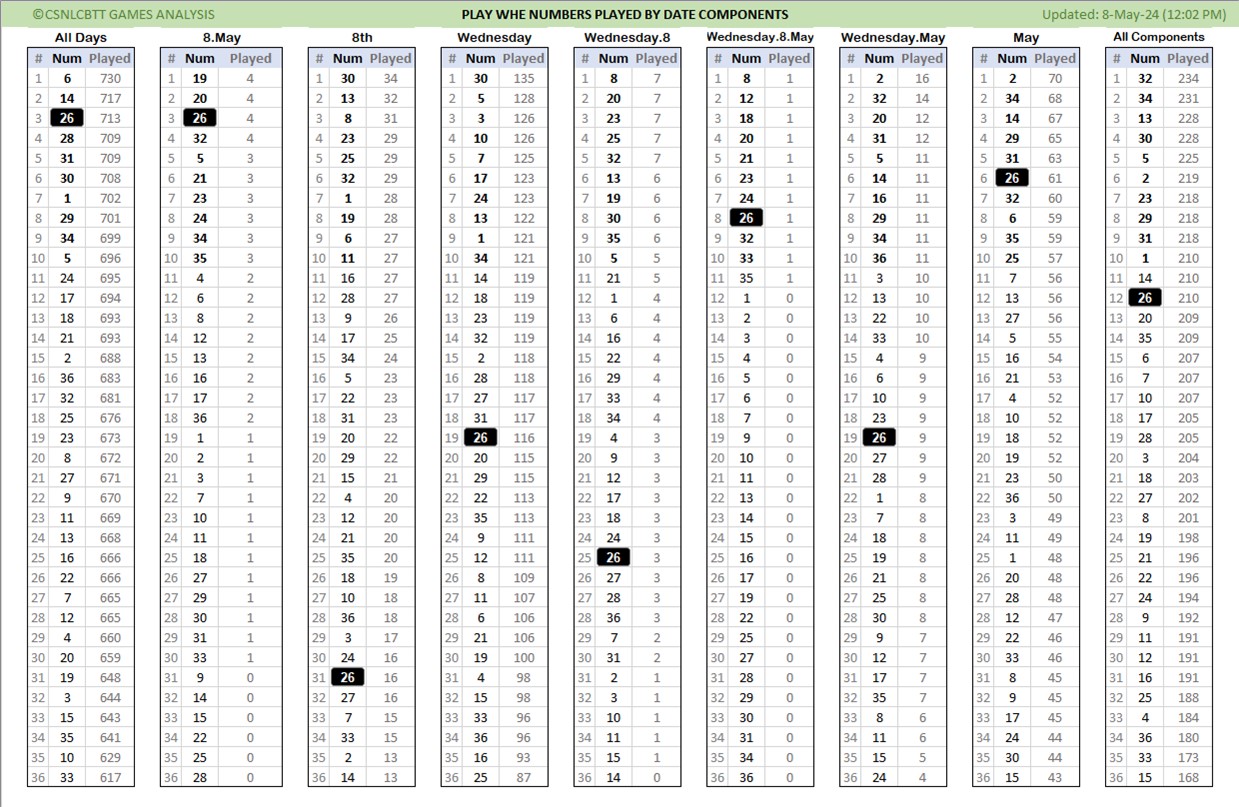 ©CSNLCBTT GAMES ANALYSIS PLAY WHE NUMBERS PLAYED BY DATE COMPONENTS Updated: 8-May-24 (12:02 PM)
All Days 8.May 8th Wednesday Wednesday.8 Wednesday.8.May Wednesday.May May All Components
# Num Played # Num Played # Num Played # Num Played # Num Played # Num Played # Num Played # Num Played # Num Played
1 6 730 1 19 4 1 30 34 1 30 135 1 8 7 1 8 1 1 2 16 1 2 70 1 32 234
2 14 717 2 20 4 2 13 32 2 5 128 2 20 7 2 12 1 2 32 14 2 34 68 2 34 231
3 26 713 3 26 4 3 8 31 3 3 126 3 23 7 3 18 1 3 20 12 3 14 67 3 13 228
4 28 709 4 32 4 4 23 29 4 10 126 4 25 7 4 20 1 4 31 12 4 29 65 4 30 228
5 31 709 5 5 3 5 25 29 5 7 125 5 32 7 5 21 1 5 5 11 5 31 63 5 5 225
6 30 708 6 21 3 6 32 29 6 17 123 6 13 6 6 23 1 6 14 11 6 26 61 6 2 219
7 1 702 7 23 3 7 1 28 7 24 123 7 19 6 7 24 1 7 16 11 7 32 60 7 23 218
8 29 701 8 24 3 8 19 28 8 13 122 8 30 6 8 26 1 8 29 11 8 6 59 8 29 218
9 34 699 9 34 3 9 6 27 9 1 121 9 35 6 9 32 1 9 34 11 9 35 59 9 31 218
10 5 696 10 35 3 10 11 27 10 34 121 10 5 5 10 33 1 10 36 11 10 25 57 10 1 210
11 24 695 11 4 2 11 16 27 11 14 119 11 21 5 11 35 1 11 3 10 11 7 56 11 14 210
12 17 694 12 6 2 12 28 27 12 18 119 12 1 4 12 1 0 12 13 10 12 13 56 12 26 210
13 18 693 13 8 2 13 9 26 13 23 119 13 6 4 13 2 0 13 22 10 13 27 56 13 20 209
14 21 693 14 12 2 14 17 25 14 32 119 14 16 4 14 3 0 14 33 10 14 5 55 14 35 209
15 2 688 15 13 2 15 34 24 15 2 118 15 22 4 15 4 0 15 4 9 15 16 54 15 6 207
16 36 683 16 16 2 16 5 23 16 28 118 16 29 4 16 5 0 16 6 9 16 21 53 16 7 207
17 32 681 17 17 2 17 22 23 17 27 117 17 33 4 17 6 0 17 10 9 17 4 52 17 10 207
18 25 676 18 36 2 18 31 23 18 31 117 18 34 4 18 7 0 18 23 9 18 10 52 18 17 205
19 23 673 19 1 1 19 20 22 19 26 116 19 4 3 19 9 0 19 26 9 19 18 52 19 28 205
20 8 672 20 2 1 20 29 22 20 20 115 20 9 3 20 10 0 20 27 9 20 19 52 20 3 204
21 27 671 21 3 1 21 15 21 21 29 115 21 12 3 21 11 0 21 28 9 21 23 50 21 18 203
22 9 670 22 7 1 22 4 20 22 22 113 22 17 3 22 13 0 22 1 8 22 36 50 22 27 202
23 11 669 23 10 1 23 12 20 23 35 113 23 18 3 23 14 0 23 7 8 23 3 49 23 8 201
24 13 668 24 11 1 24 21 20 24 9 111 24 24 3 24 15 0 24 18 8 24 11 49 24 19 198
25 16 666 25 18 1 25 35 20 25 12 111 25 26 3 25 16 0 25 19 8 25 1 48 25 21 196
26 22 666 26 27 1 26 18 19 26 8 109 26 27 3 26 17 0 26 21 8 26 20 48 26 22 196
27 7 665 27 29 1 27 10 18 27 11 107 27 28 3 27 19 0 27 25 8 27 28 48 27 24 194
28 12 665 28 30 1 28 36 18 28 6 106 28 36 3 28 22 0 28 30 8 28 12 47 28 9 192
29 4 660 29 31 1 29 3 17 29 21 106 29 7 2 29 25 0 29 9 7 29 22 46 29 11 191
30 20 659 30 33 1 30 24 16 30 19 100 30 31 2 30 27 0 30 12 7 30 33 46 30 12 191
31 19 648 31 9 0 31 26 16 31 4 98 31 2 1 31 28 0 31 17 7 31 8 45 31 16 191
32 3 644 32 14 0 32 27 16 32 15 98 32 3 1 32 29 0 32 35 7 32 9 45 32 25 188
33 15 643 33 15 0 33 7 15 33 33 96 33 10 1 33 30 0 33 8 6 33 17 45 33 4 184
34 35 641 34 22 0 34 33 15 34 36 96 34 11 1 34 31 0 34 11 6 34 24 44 34 36 180
35 10 629 35 25 0 35 2 13 35 16 93 35 15 1 35 34 0 35 15 5 35 30 44 35 33 173
36 33 617 36 28 0 36 14 13 36 25 87 36 14 0 36 36 0 36 24 4 36 15 43 36 15 168